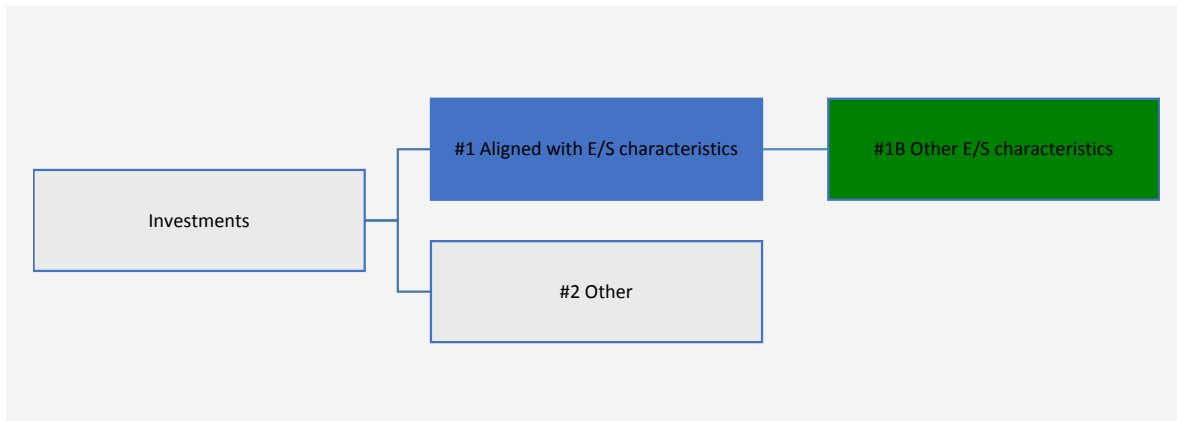 #1 Aligned with E/S characteristics
#1B Other E/S characteristics
Investments
#2 Other